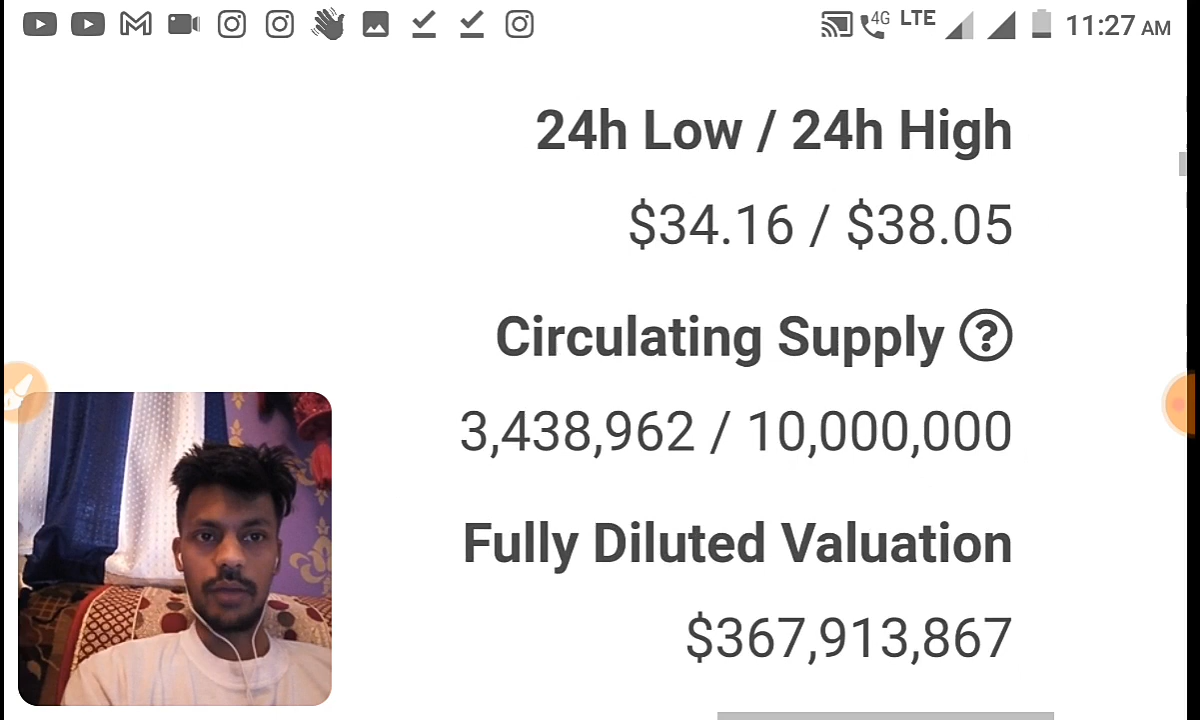 4G LTE 11:27 AM
24h Low / 24h High
$34.16 / $38.05
Circulating Supply ?
3,438,962 / 10,000,000
Fully Diluted Valuation
$367,913,867